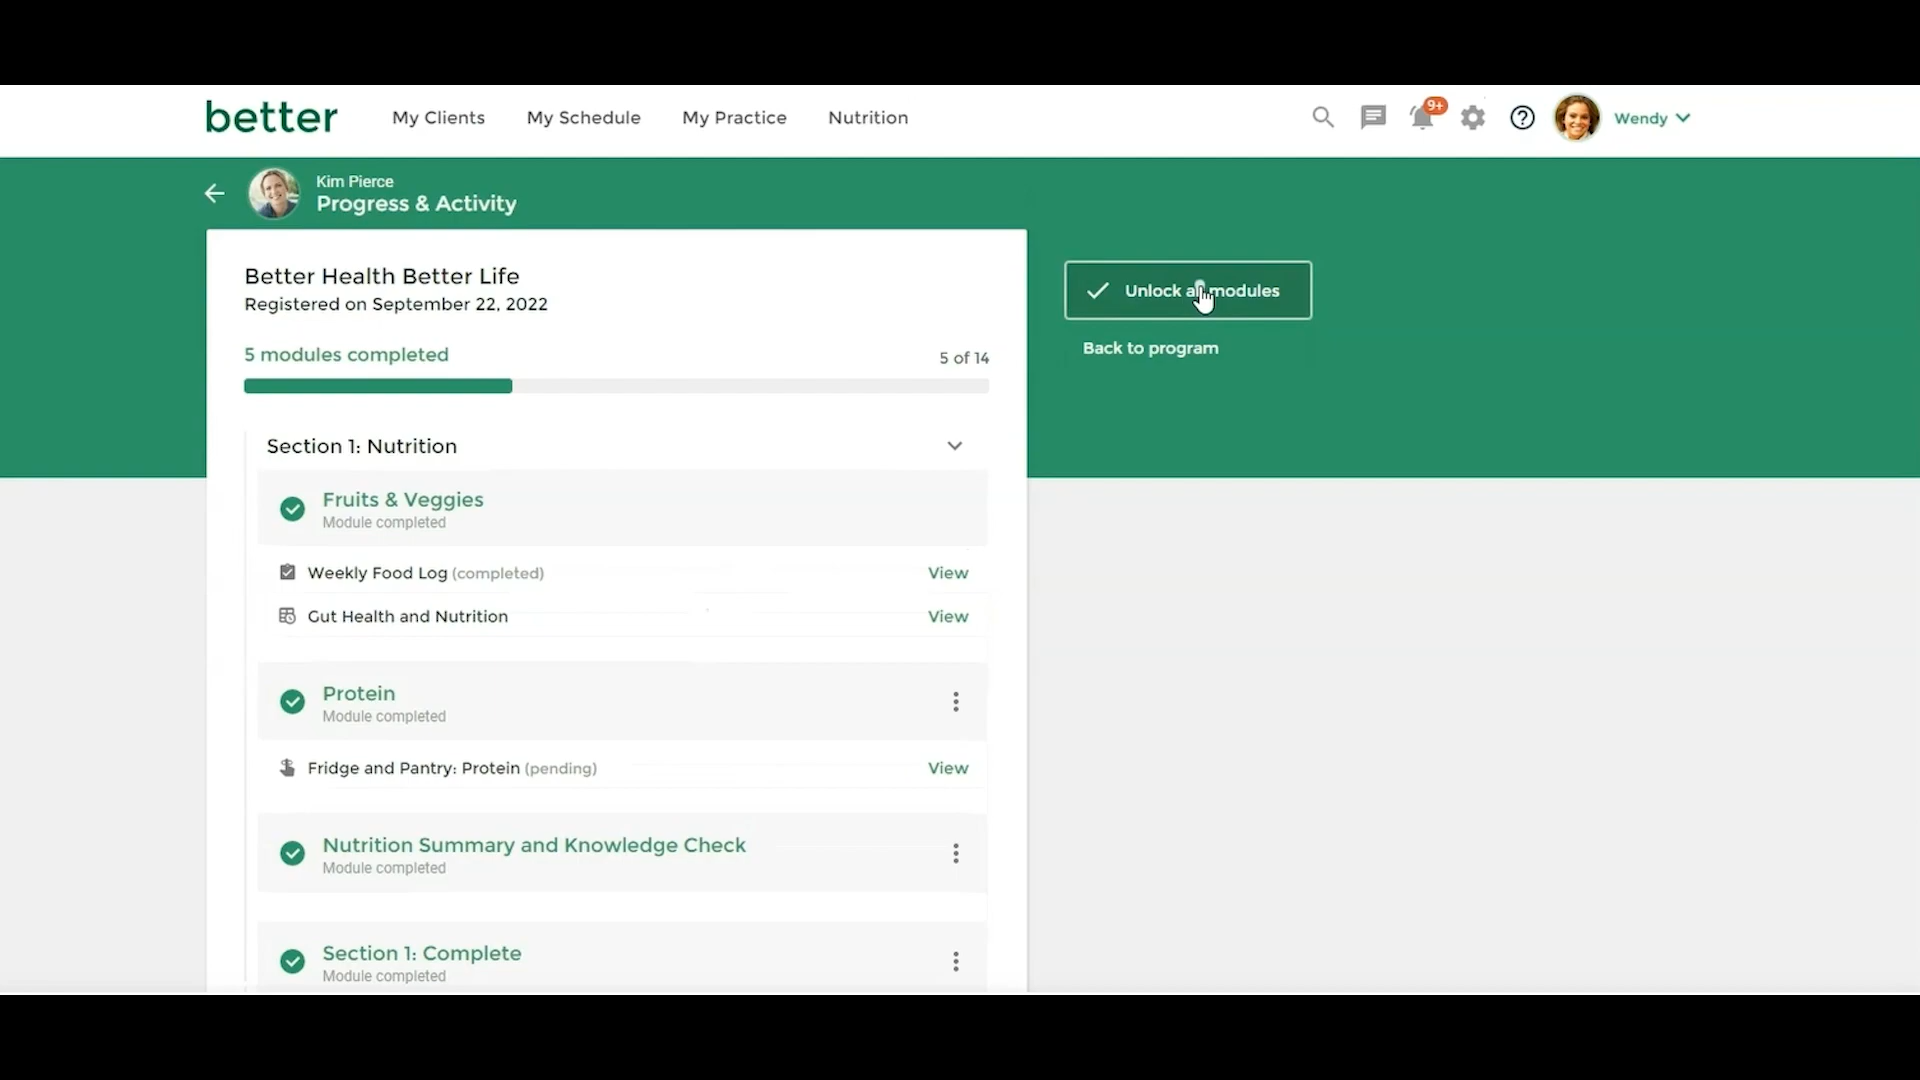 better
My Clients
My Schedule
My Practice
Nutrition
9+
Wendy
Kim Pierce
Progress & Activity
Better Health Better Life
Registered on September 22, 2022
5 modules completed
5 of 14
Unlock all modules
Back to program
Section 1: Nutrition
Fruits & Veggies
Module completed
Weekly Food Log (completed)
View
Gut Health and Nutrition
View
Protein
Module completed
Fridge and Pantry: Protein (pending)
View
Nutrition Summary and Knowledge Check
Module completed
Section 1: Complete
Module completed